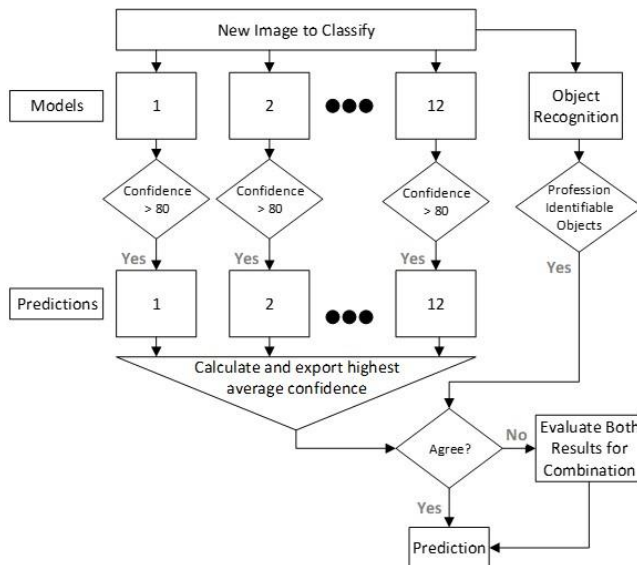 New Image to Classify
Models
1
2
12
Object
Recognition
Confidence
> 80
Confidence
> 80
Confidence
> 80
Profession
Identifiable
Objects
Yes
Yes
Yes
Yes
Predictions
1
2
12
Calculate and export highest
average confidence
Agree?
No
Evaluate Both
Results for
Combination
Yes
Prediction